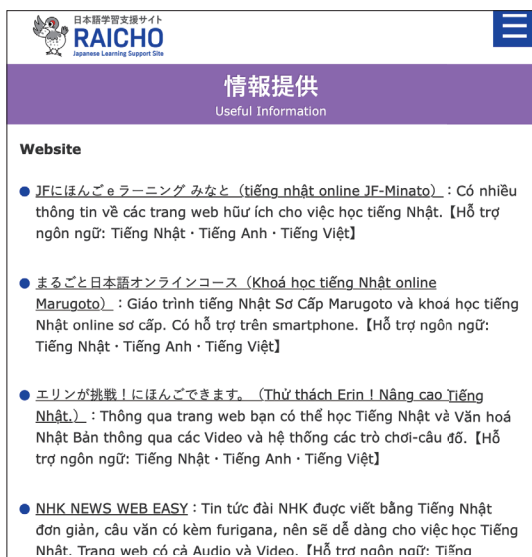 日本語学習支援サイト
RAICHO
Japanese Learning Support Site
情報提供
Useful Information
Website
JFにほんごｅラーニング みなと（tiếng nhật online JF-Minato）：Có nhiều
thông tin về các trang web hữu ích cho việc học tiếng Nhật.【Hỗ trợ
ngôn ngữ: Tiếng Nhật・Tiếng Anh・Tiếng Việt】
まるごと日本語オンラインコース（Khoá học tiếng Nhật online
Marugoto）：Giáo trình tiếng Nhật Sơ Cấp Marugoto và khoá học tiếng
Nhật online sơ cấp. Có hỗ trợ trên smartphone.【Hỗ trợ ngôn ngữ:
Tiếng Nhật・Tiếng Anh・Tiếng Việt】
エリンが挑戦！にほんごできます。（Thử thách Erin！Nâng cao Tiếng
Nhật.）：Thông qua trang web bạn có thể học Tiếng Nhật và Văn hoá
Nhật Bản thông qua các Video và hệ thống các trò chơi-câu đố.【Hỗ
trợ ngôn ngữ: Tiếng Nhật・Tiếng Anh・Tiếng Việt】
NHK NEWS WEB EASY：Tin tức đài NHK được viết bằng Tiếng Nhật
đơn giản, câu văn có kèm furigana, nên sẽ dễ dàng cho việc học Tiếng
Nhật. Trang web có cả Audio và Video.【Hỗ trợ ngôn ngữ: Tiếng